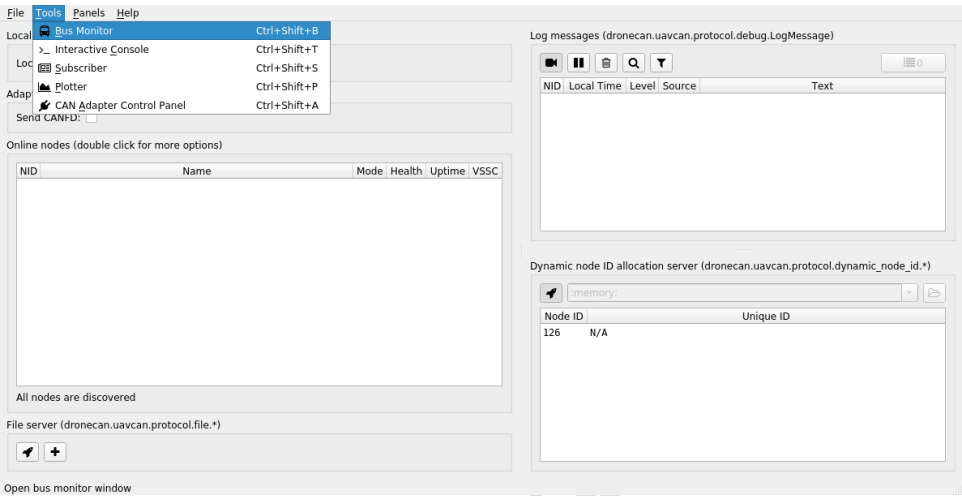 File Tools Panels Help
Bus Monitor Ctrl+Shift+B
>_ Interactive Console Ctrl+Shift+T
Subscriber Ctrl+Shift+S
Plotter Ctrl+Shift+P
CAN Adapter Control Panel Ctrl+Shift+A
Local
Loc
Adap
Send CANFD:
Online nodes (double click for more options)
NID Name Mode Health Uptime VSSC
All nodes are discovered
File server (dronecan.uavcan.protocol.file.*)
Open bus monitor window
Log messages (dronecan.uavcan.protocol.debug.LogMessage)
0
NID Local Time Level Source Text
Dynamic node ID allocation server (dronecan.uavcan.protocol.dynamic_node_id.*)
:memory:
Node ID Unique ID
126 N/A